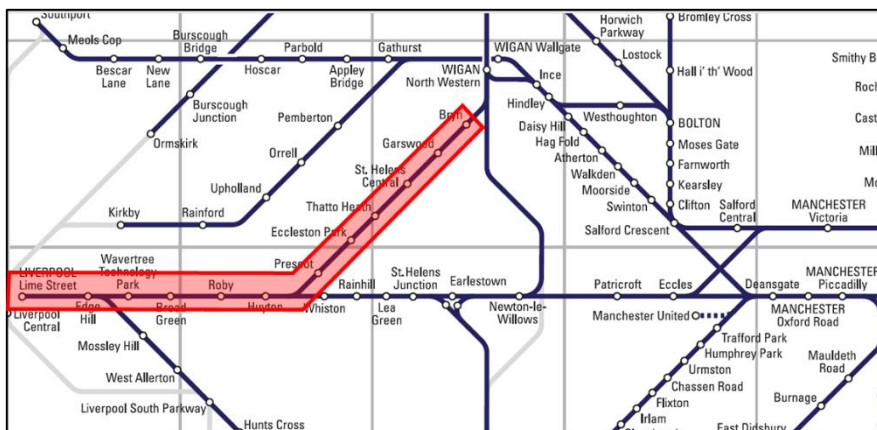 Southport
Meols Cop
Bescar
Lane
New
Lane
Burscough
Bridge
Hoscar
Parbold
Appley
Bridge
Gathurst
WIGAN Wallgate
WIGAN
North Western
Ince
Hindley
Daisy Hill
Hag Fold
Atherton
Walkden
Moorside
Swinton
Salford Crescent
Westhoughton
Horwich
Parkway
Lostock
Bromley Cross
Hall i' th' Wood
BOLTON
Moses Gate
Farnworth
Kearsley
Clifton
Salford
Central
MANCHESTER
Victoria
Smithy B
Roc
Cast
Mil
Mo
Burscough
Junction
Ormskirk
Pemberton
Orrell
Upholland
Kirkby
Rainford
Bryn
Garswood
St. Helens
Central
Thatto Heath
Eccleston Park
Prescot
LIVERPOOL
Lime Street
Liverpool
Central
Edge
Hill
Wavertree
Technology
Park
Broad
Green
Roby
Huyton
Whiston
Rainhill
Lea
Green
St.Helens
Junction
Earlestown
Newton-le-
Willows
Patricroft
Eccles
Deansgate
MANCHESTER
Piccadilly
MANCHESTER
Oxford Road
Manchester United
Trafford Park
Humphrey Park
Urmston
Chassen Road
Flixton
Irlam
Mauldeth
Road
Burnage
East Didsbury
Mossley Hill
West Allerton
Liverpool South Parkway
Hunts Cross